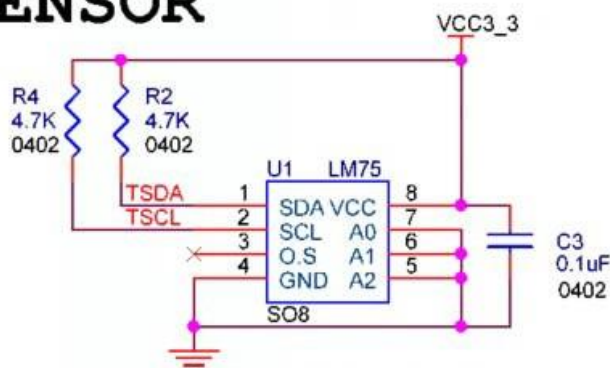 ENSOR
VCC3_3
R4
4.7K
0402
R2
4.7K
0402
U1 LM75
TSDA 1 SDA VCC 8
TSCL 2 SCL A0 7
3 O.S A1 6
4 GND A2 5
SO8
C3
0.1uF
0402